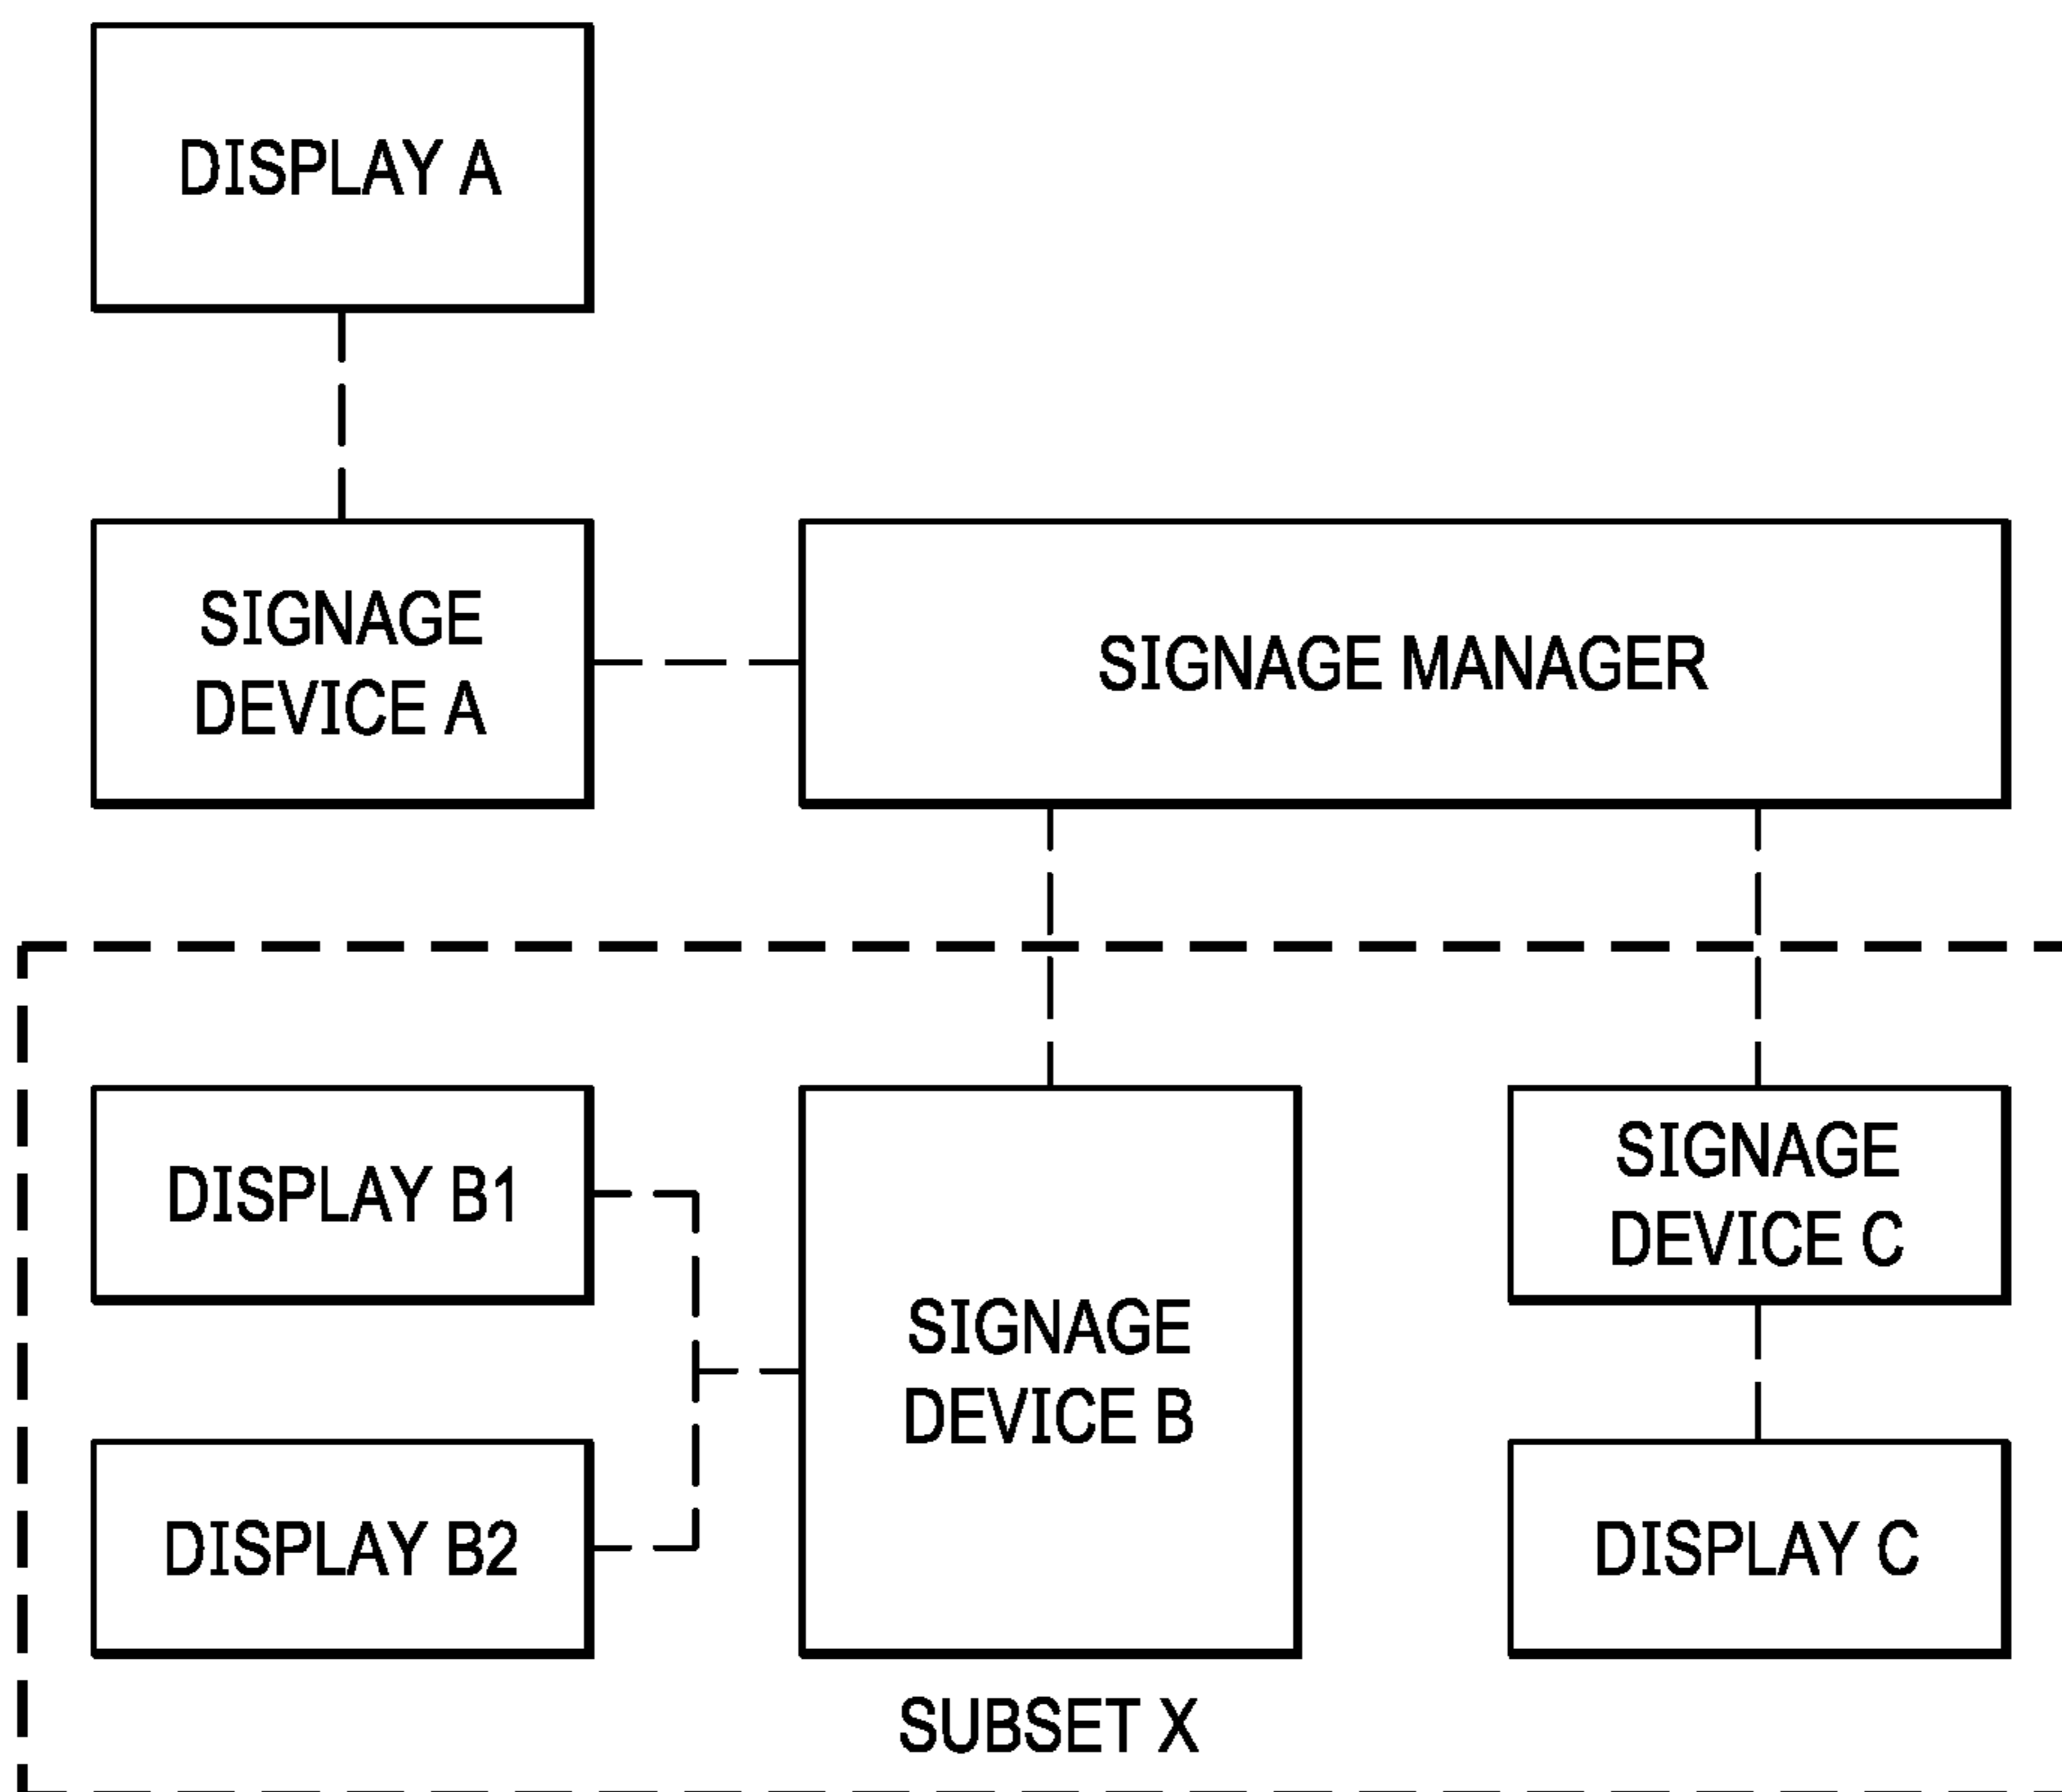 DISPLAY A
SIGNAGE
DEVICE A
SIGNAGE MANAGER
DISPLAY B1
SIGNAGE
DEVICE B
SIGNAGE
DEVICE C
DISPLAY B2
DISPLAY C
SUBSET X